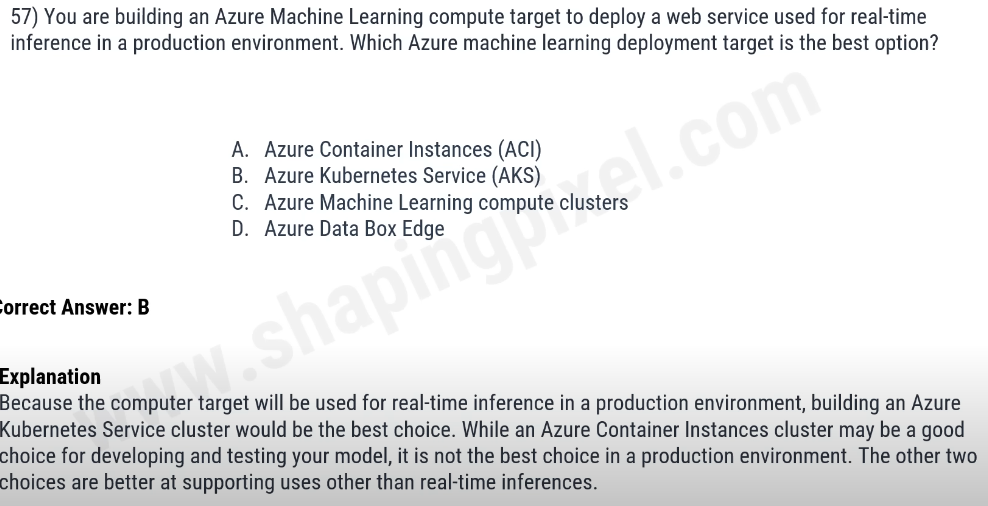 57) You are building an Azure Machine Learning compute target to deploy a web service used for real-time
inference in a production environment. Which Azure machine learning deployment target is the best option?
A. Azure Container Instances (ACI)
B. Azure Kubernetes Service (AKS)
C. Azure Machine Learning compute clusters
D. Azure Data Box Edge
www.shapingpixel.com
Correct Answer: B
Explanation
Because the computer target will be used for real-time inference in a production environment, building an Azure
Kubernetes Service cluster would be the best choice. While an Azure Container Instances cluster may be a good
choice for developing and testing your model, it is not the best choice in a production environment. The other two
choices are better at supporting uses other than real-time inferences.